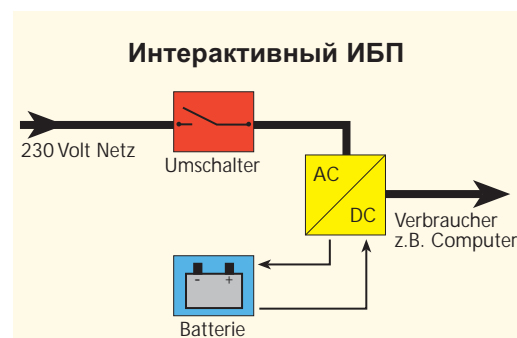 Интерактивный ИБП
230 Volt Netz
Umschalter
AC
DC
Verbraucher
z.B. Computer
- +
Batterie